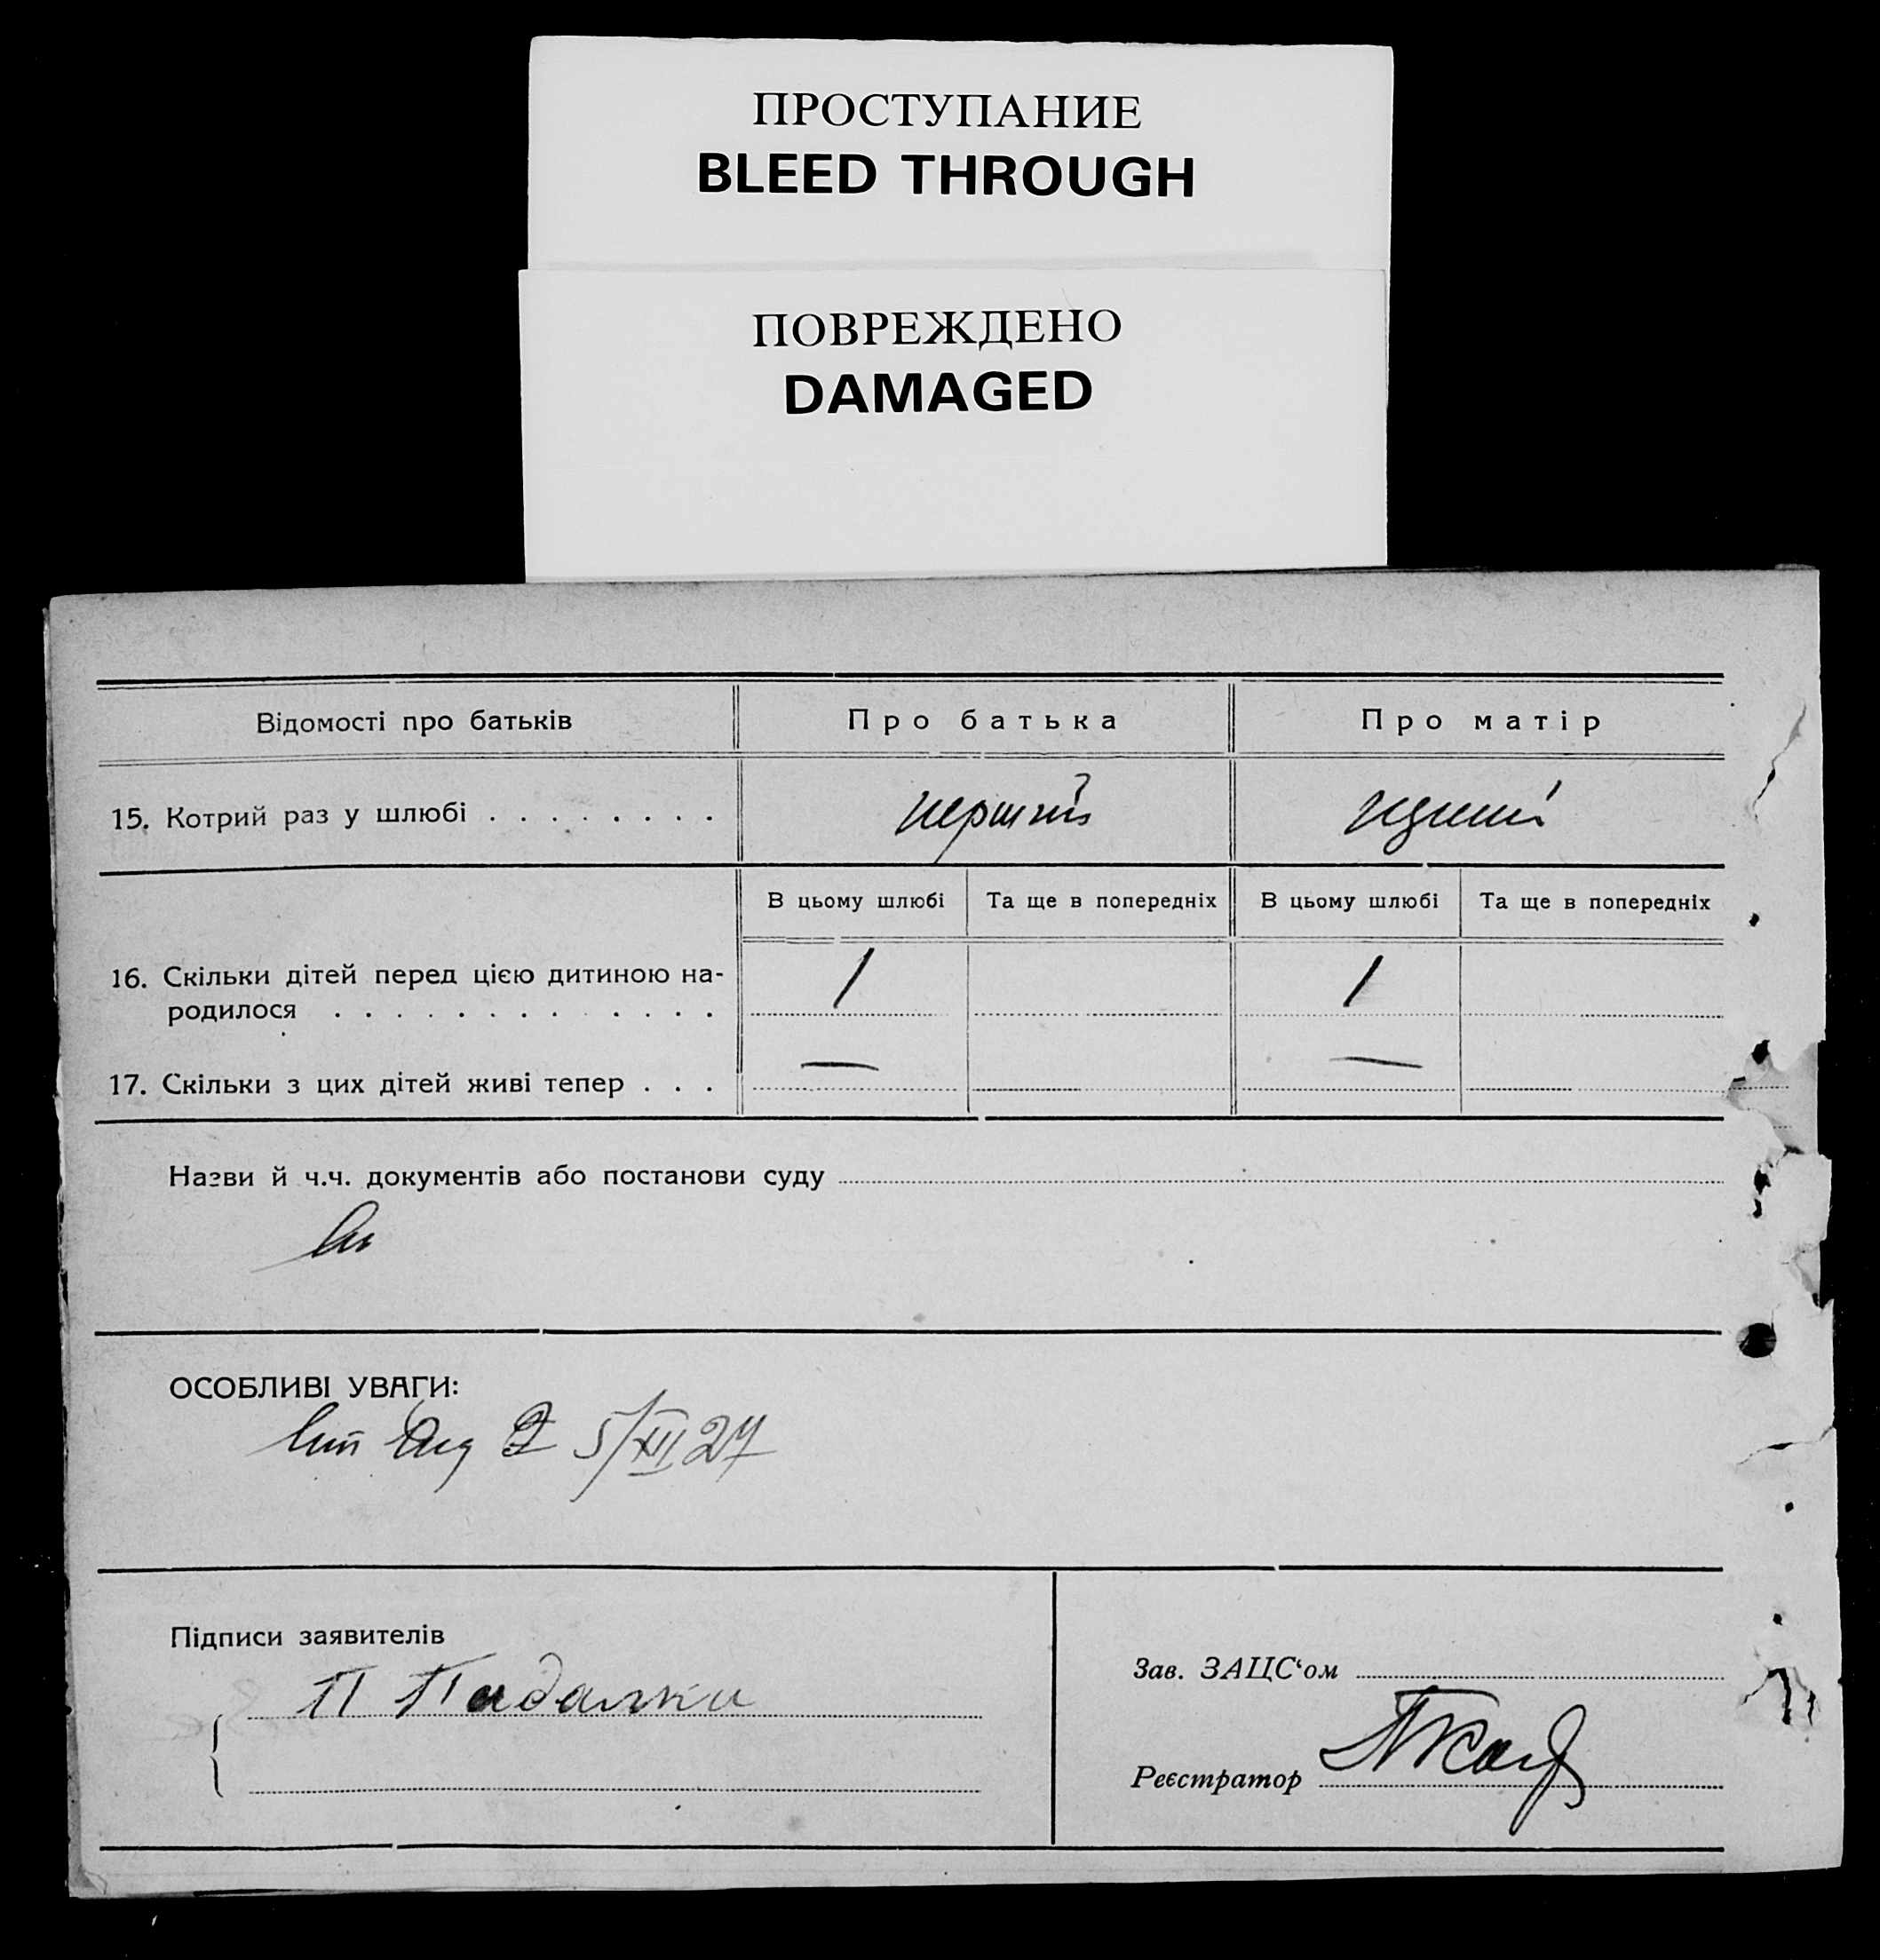 ПРОСТУПАНИЕ
BLEED THROUGH
ПОВРЕЖДЕНО
DAMAGED
Відомості про батьків Про батька Про матір
15. Котрий раз у шлюбі . . . . . . . . перший
В цьому шлюбі Та ще в попередніх В цьому шлюбі Та ще в попередніх
16. Скільки дітей перед цією дитиною на-
родилося . . . . . . . . . . . . . 1 1
17. Скільки з цих дітей живі тепер . . . — —
Назви й ч.ч. документів або постанови суду
ОСОБЛИВІ УВАГИ:
5/XII 27
Підписи заявителів
П Падалка
Зав. ЗАЦС‘ом
Реєстратор